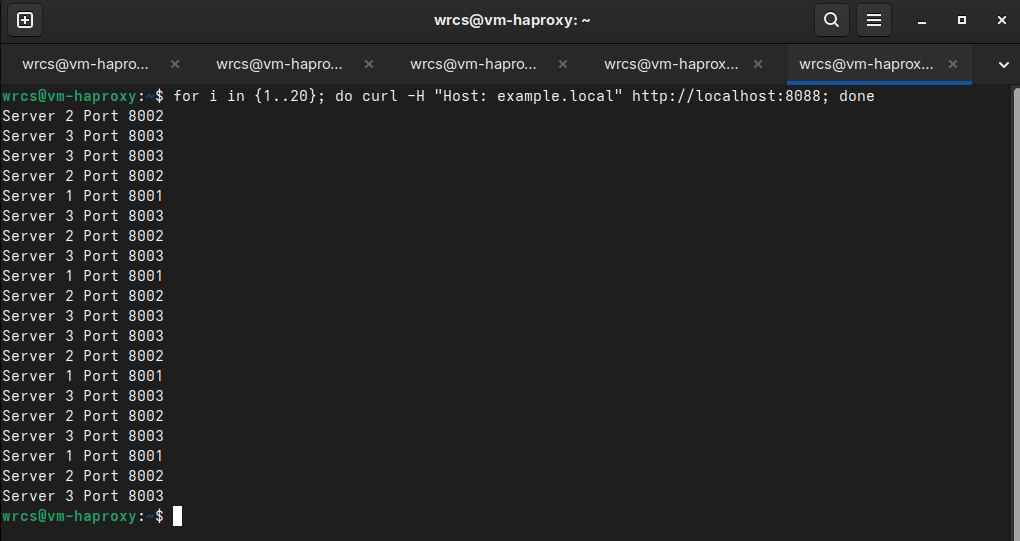 wrcs@vm-haproxy: ~
wrcs@vm-hapro...
wrcs@vm-hapro...
wrcs@vm-hapro...
wrcs@vm-haprox...
wrcs@vm-haprox...
wrcs@vm-haproxy:~$ for i in {1..20}; do curl -H "Host: example.local" http://localhost:8088; done
Server 2 Port 8002
Server 3 Port 8003
Server 3 Port 8003
Server 2 Port 8002
Server 1 Port 8001
Server 3 Port 8003
Server 2 Port 8002
Server 3 Port 8003
Server 1 Port 8001
Server 2 Port 8002
Server 3 Port 8003
Server 3 Port 8003
Server 2 Port 8002
Server 1 Port 8001
Server 3 Port 8003
Server 2 Port 8002
Server 3 Port 8003
Server 1 Port 8001
Server 2 Port 8002
Server 3 Port 8003
wrcs@vm-haproxy:~$